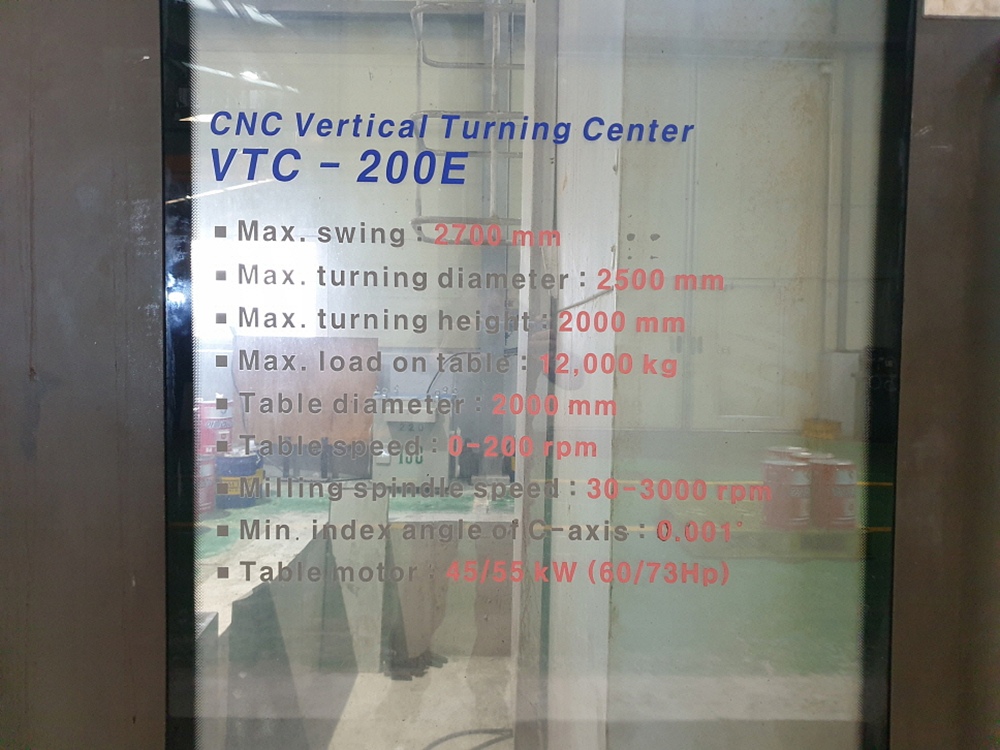 CNC Vertical Turning Center
VTC - 200E
▪ Max. swing : 2700 mm
▪ Max. turning diameter : 2500 mm
▪ Max. turning height : 2000 mm
▪ Max. load on table : 12,000 kg
▪ Table diameter : 2000 mm
▪ Table speed : 0-200 rpm
▪ Milling spindle speed : 30-3000 rpm
▪ Min. index angle of C-axis : 0.001°
▪ Table motor : 45/55 kW (60/73Hp)